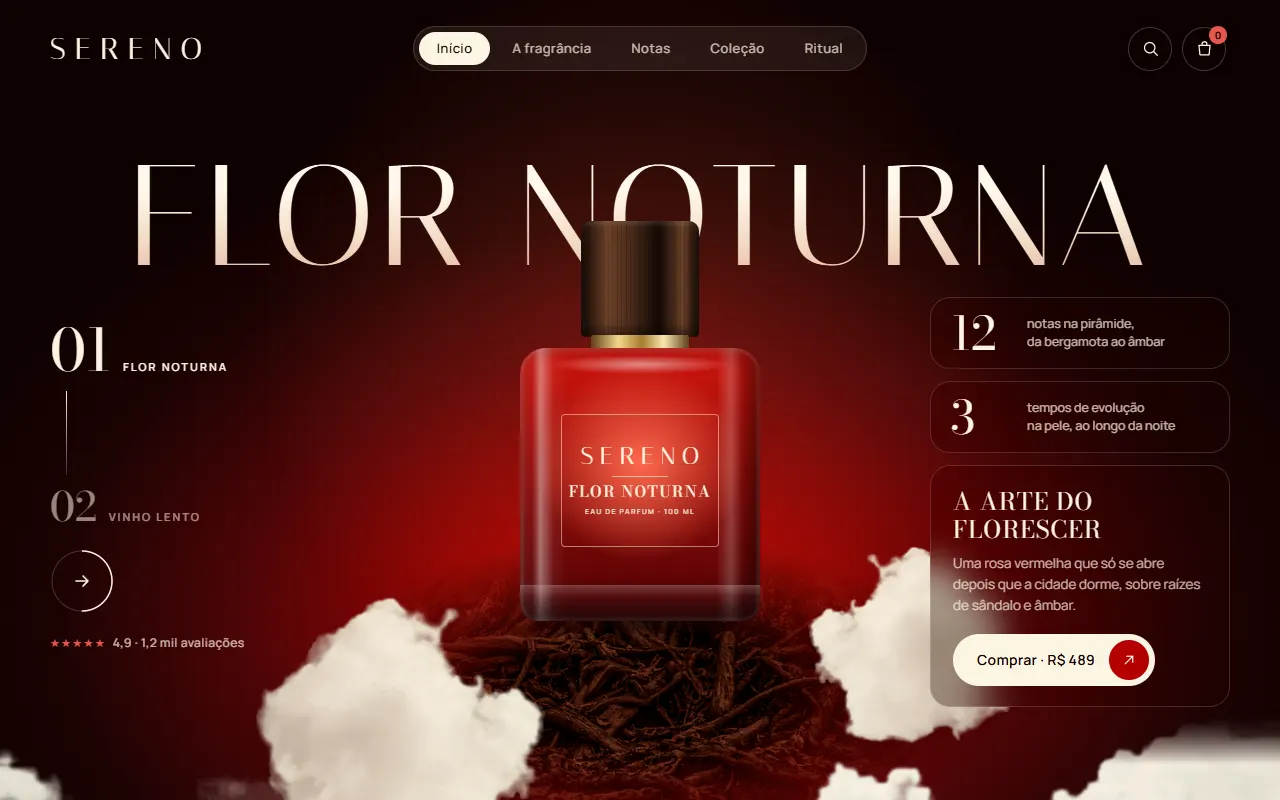 SERENO
Início
A fragrância
Notas
Coleção
Ritual
0
FLOR NOTURNA
01 FLOR NOTURNA
02 VINHO LENTO
★★★★★ 4,9 · 1,2 mil avaliações
SERENO
FLOR NOTURNA
EAU DE PARFUM · 100 ML
12
notas na pirâmide,
da bergamota ao âmbar
3
tempos de evolução
na pele, ao longo da noite
A ARTE DO
FLORESCER
Uma rosa vermelha que só se abre
depois que a cidade dorme, sobre raízes
de sândalo e âmbar.
Comprar · R$ 489